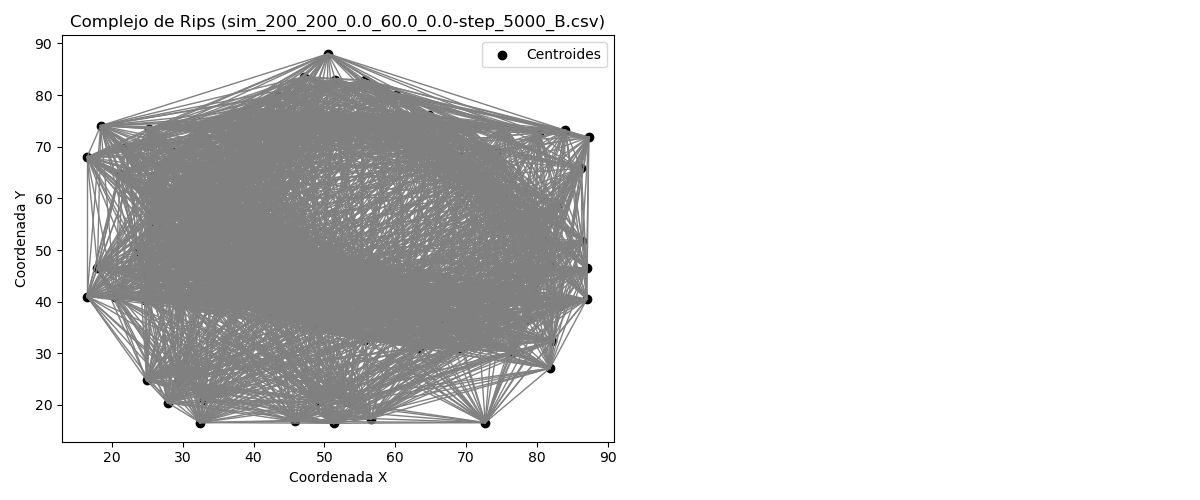 Complejo de Rips (sim_200_200_0.0_60.0_0.0-step_5000_B.csv)
Centroides
90
80
70
60
50
40
30
20
Coordenada Y
20 30 40 50 60 70 80 90
Coordenada X